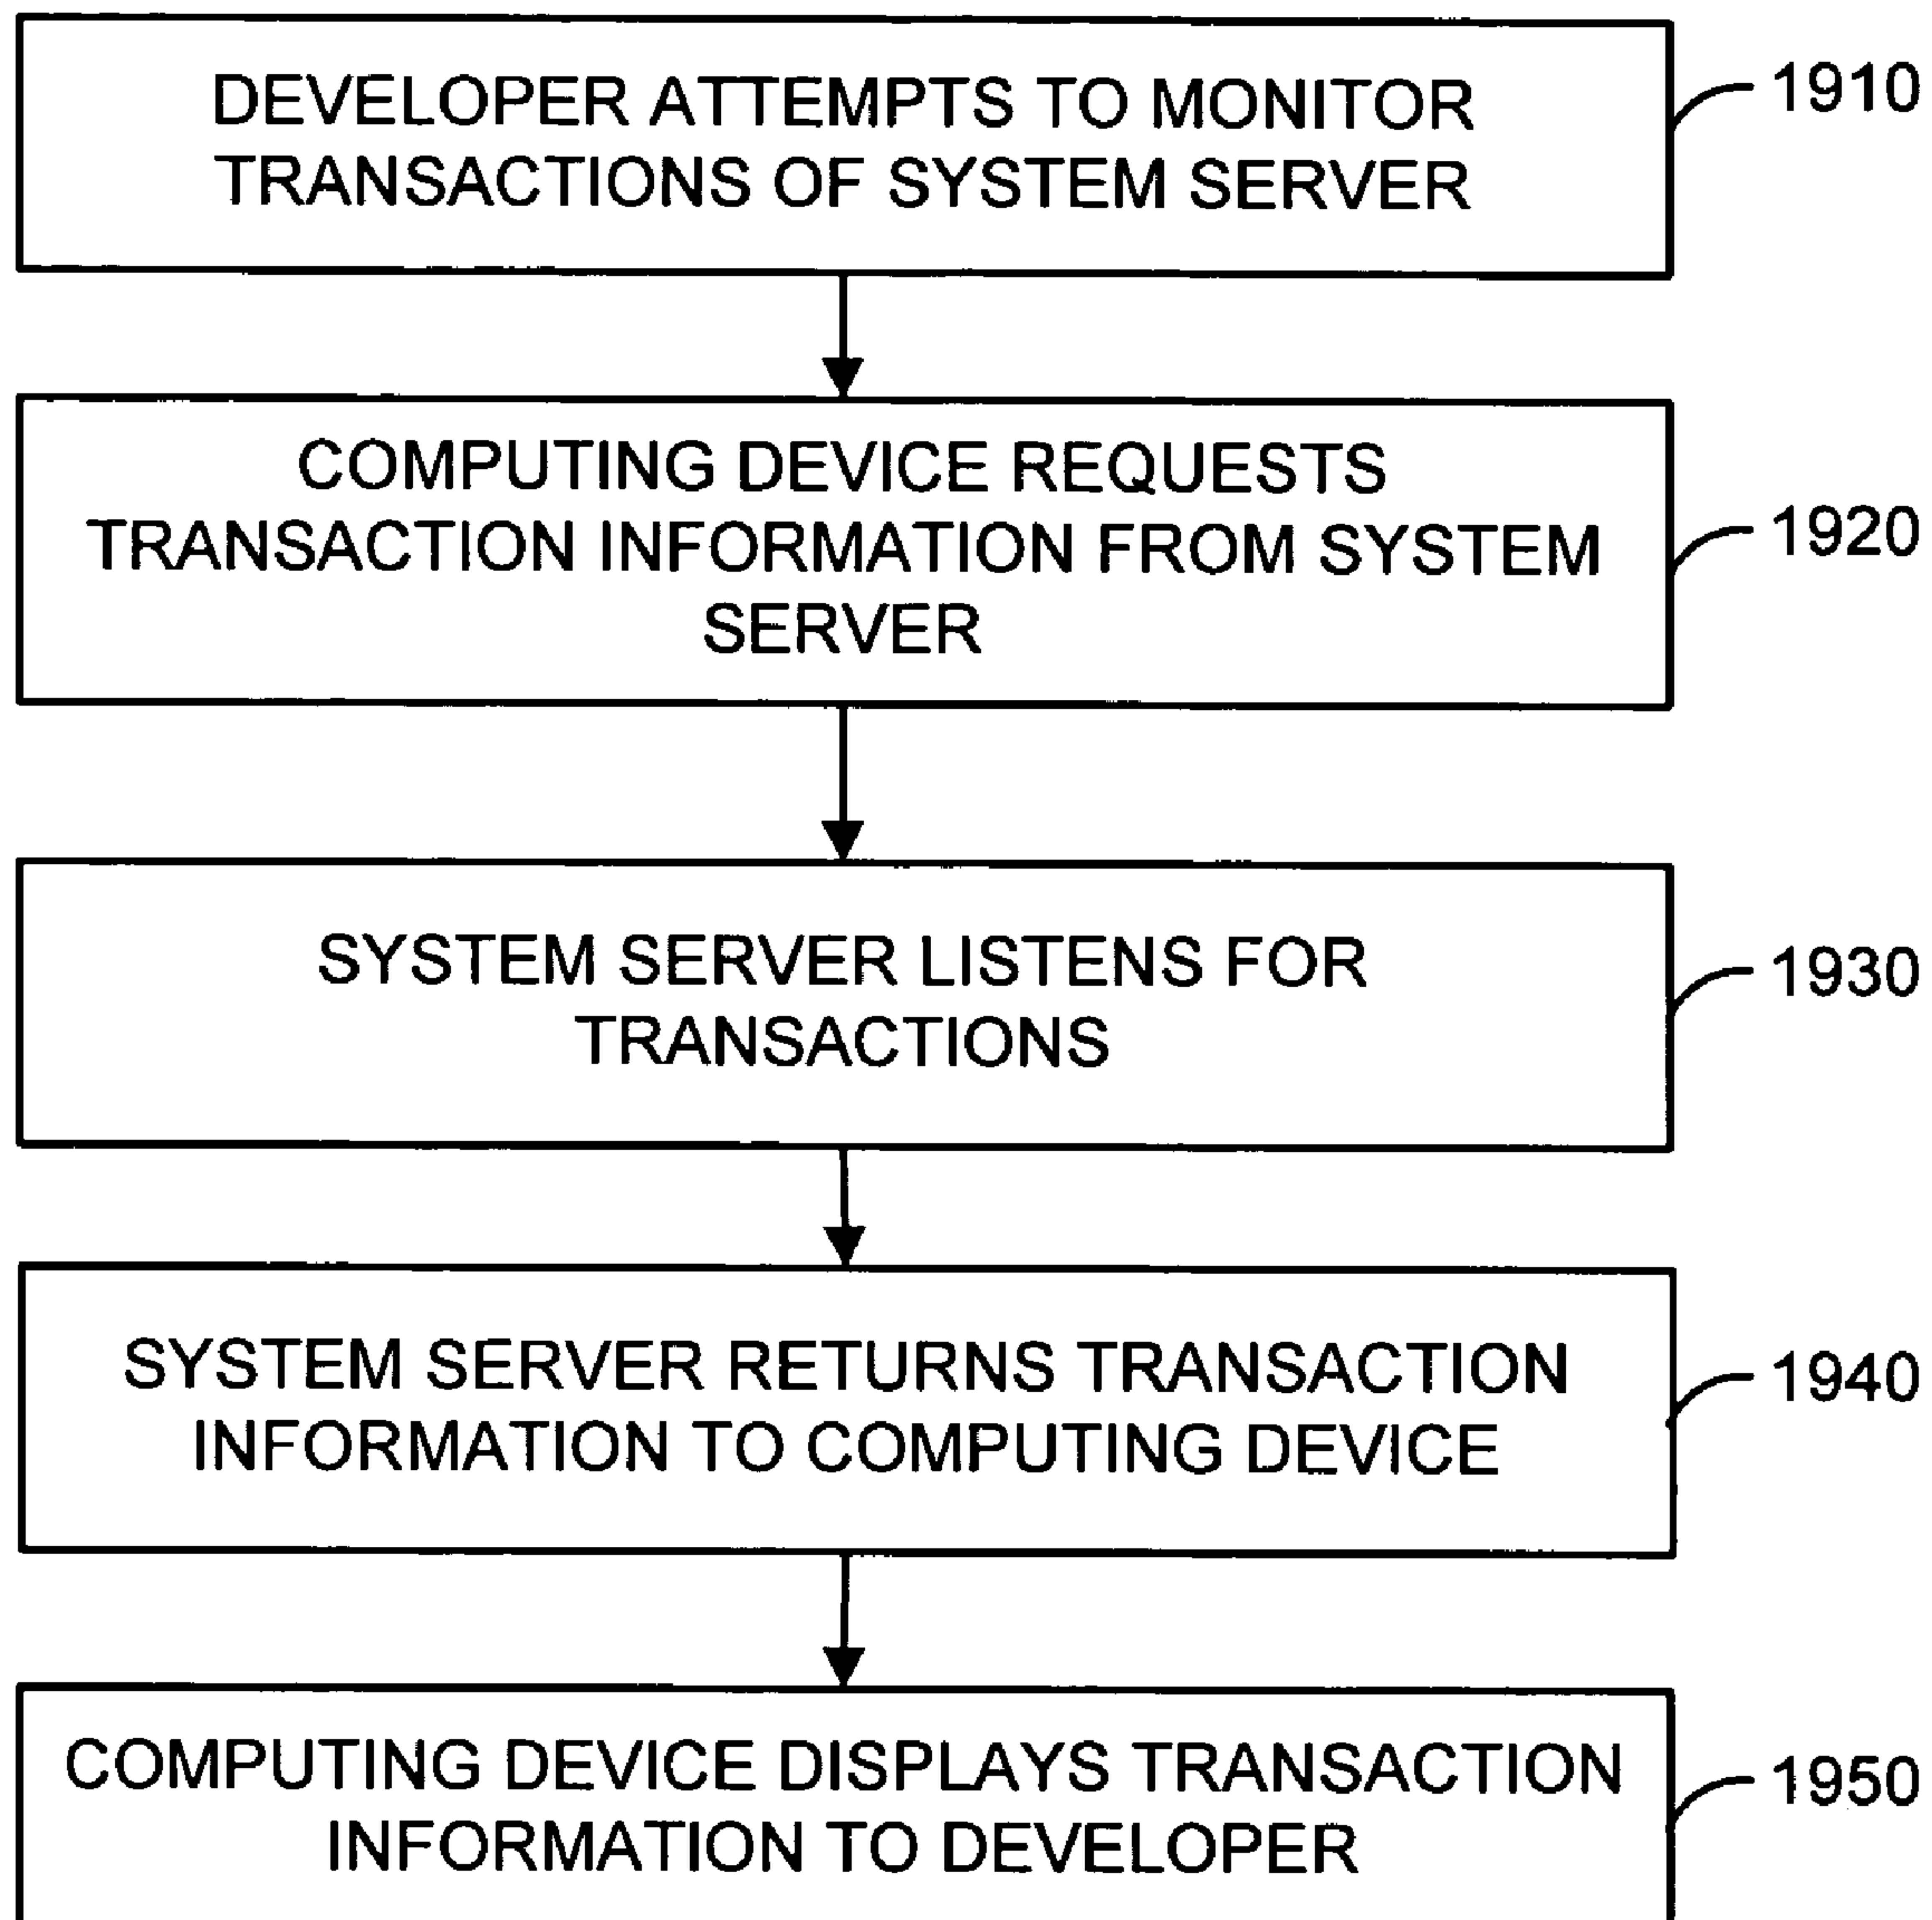 DEVELOPER ATTEMPTS TO MONITOR
TRANSACTIONS OF SYSTEM SERVER
1910
COMPUTING DEVICE REQUESTS
TRANSACTION INFORMATION FROM SYSTEM
SERVER
1920
SYSTEM SERVER LISTENS FOR
TRANSACTIONS
1930
SYSTEM SERVER RETURNS TRANSACTION
INFORMATION TO COMPUTING DEVICE
1940
COMPUTING DEVICE DISPLAYS TRANSACTION
INFORMATION TO DEVELOPER
1950